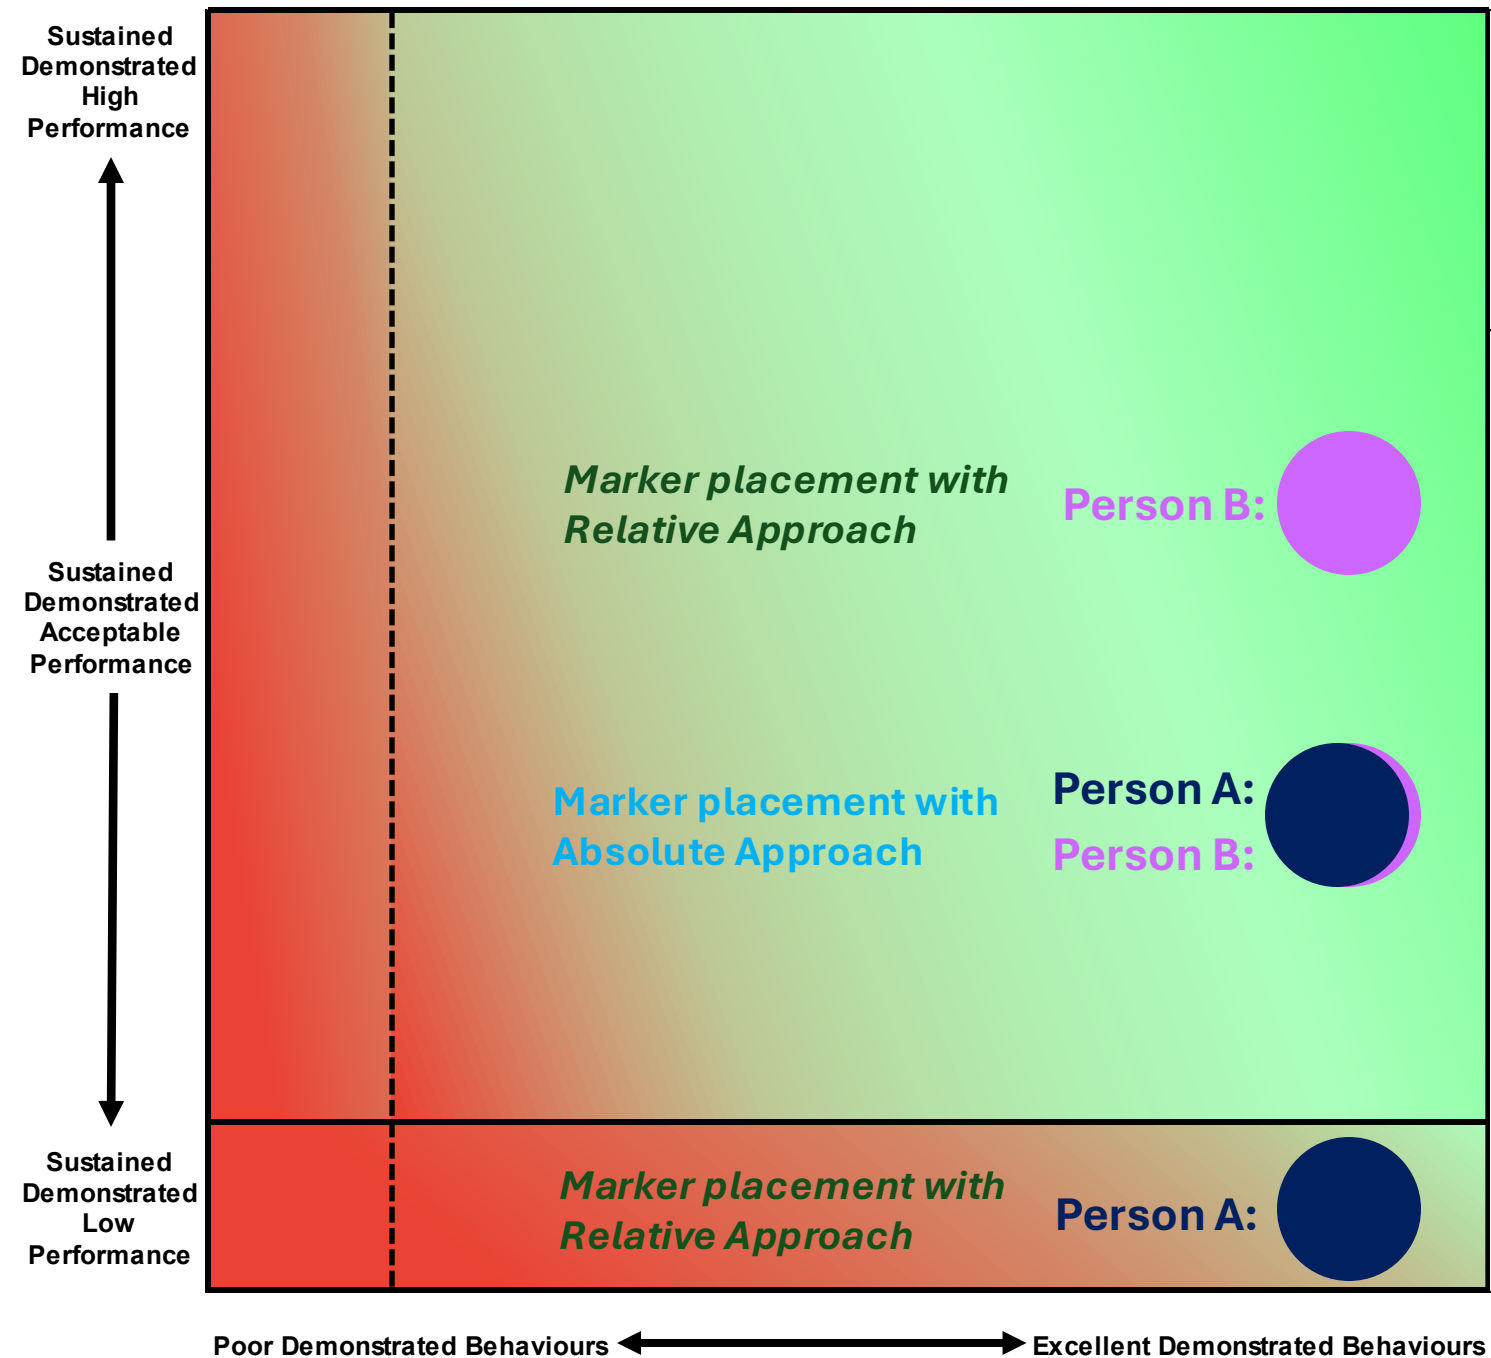 Sustained
Demonstrated
High
Performance
Marker placement with
Relative Approach
Person B:
Sustained
Demonstrated
Acceptable
Performance
Marker placement with
Absolute Approach
Person A:
Person B:
Sustained
Demonstrated
Low
Performance
Marker placement with
Relative Approach
Person A:
Poor Demonstrated Behaviours
Excellent Demonstrated Behaviours